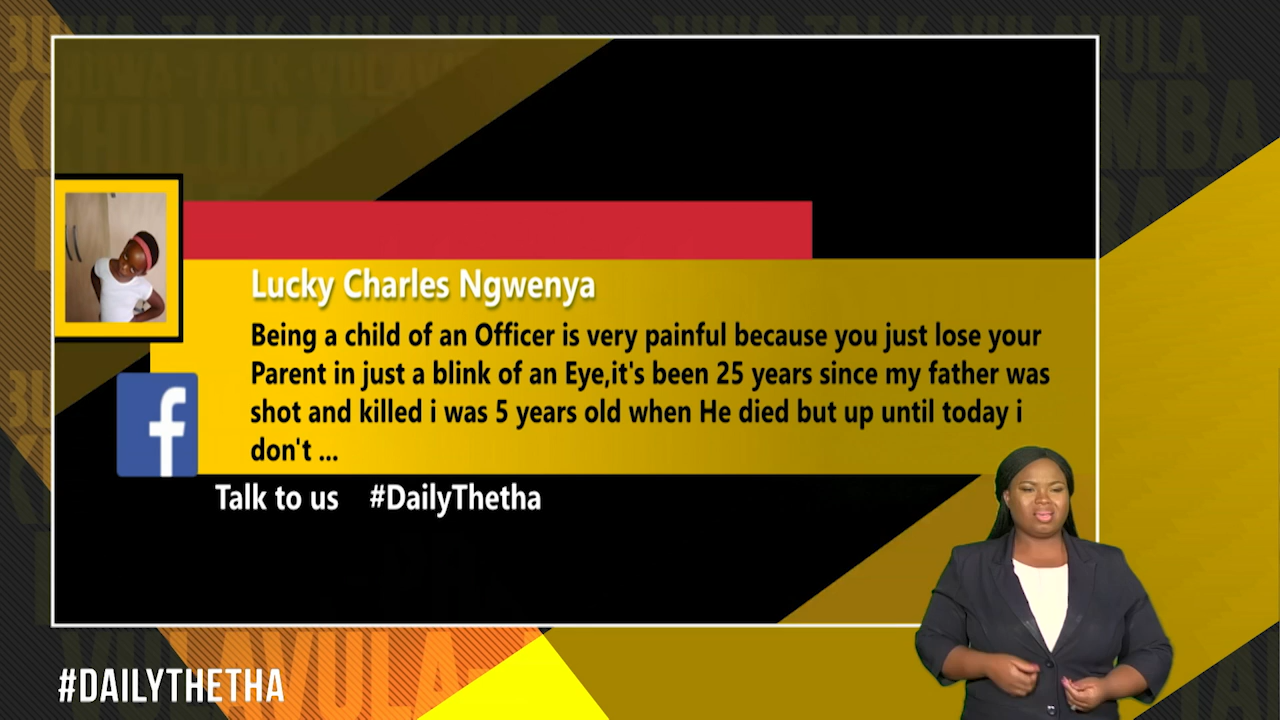 Lucky Charles Ngwenya
Being a child of an Officer is very painful because you just lose your
Parent in just a blink of an Eye,it's been 25 years since my father was
shot and killed i was 5 years old when He died but up until today i
don't ...
f
Talk to us #DailyThetha
#DAILYTHETHA